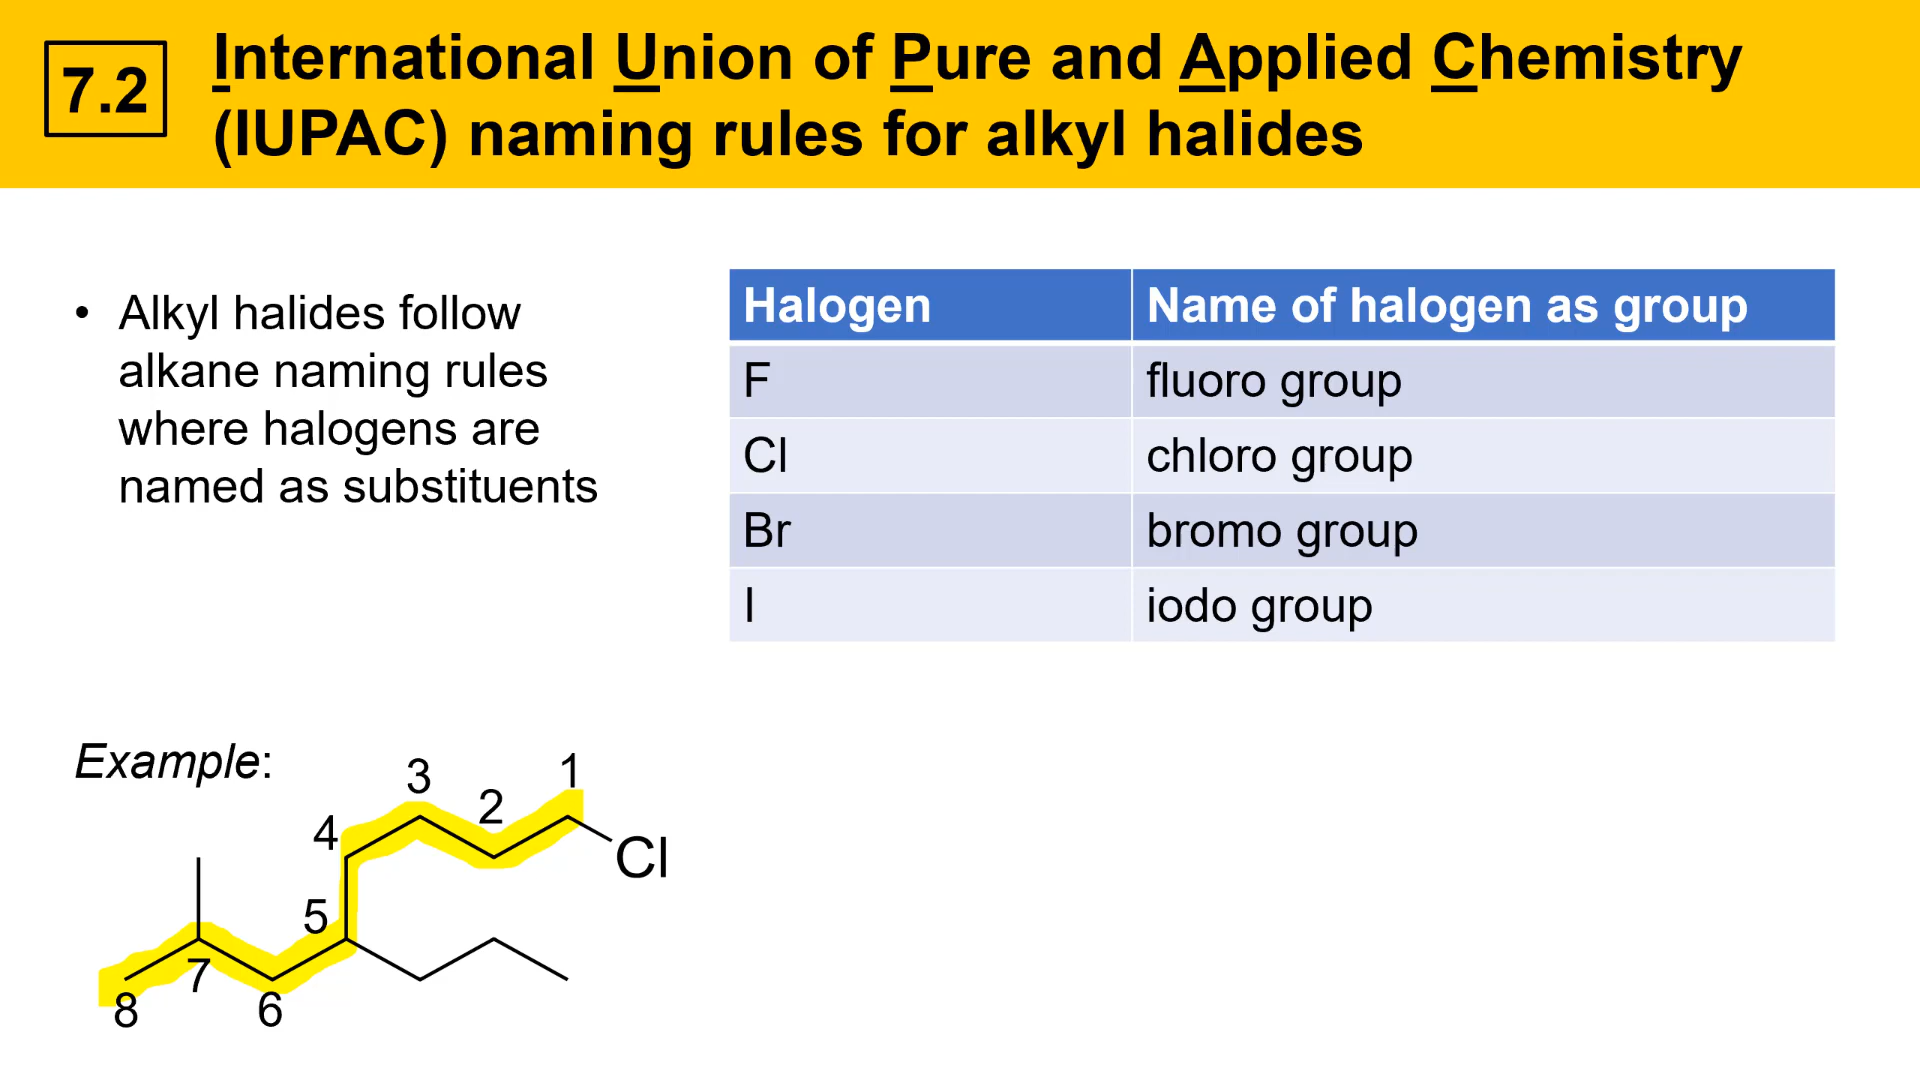 7.2
International Union of Pure and Applied Chemistry
(IUPAC) naming rules for alkyl halides
• Alkyl halides follow
alkane naming rules
where halogens are
named as substituents
Halogen Name of halogen as group
F fluoro group
Cl chloro group
Br bromo group
I iodo group
Example:
3 1
2
4
Cl
5
7
8 6